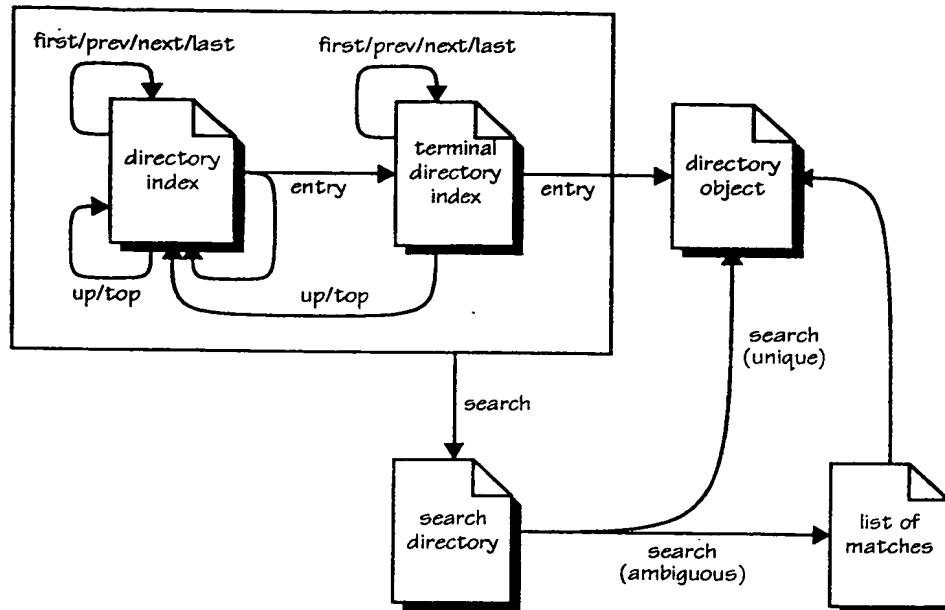 first/prev/next/last
first/prev/next/last
directory
index
terminal
directory
index
directory
object
entry
entry
up/top
up/top
search
(unique)
search
search
directory
search
(ambiguous)
list of
matches